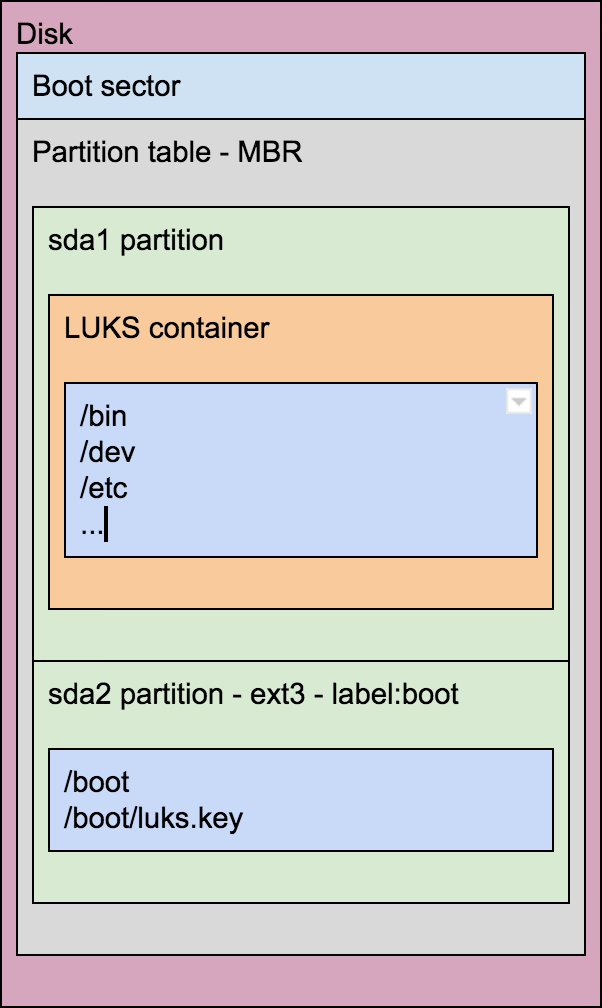 Disk
Boot sector
Partition table - MBR
sda1 partition
LUKS container
/bin
/dev
/etc
...
sda2 partition - ext3 - label:boot
/boot
/boot/luks.key